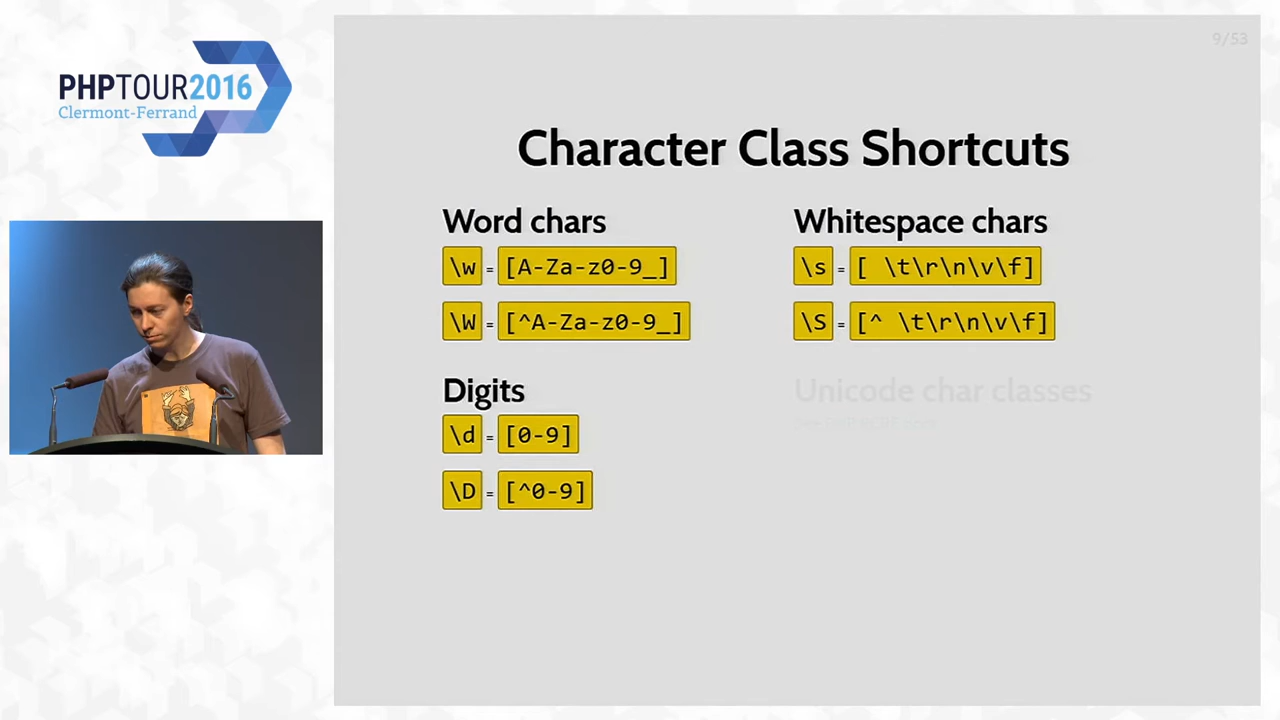 PHPTOUR2016
Clermont-Ferrand
9/53
Character Class Shortcuts
Word chars
\w = [A-Za-z0-9_]
\W = [^A-Za-z0-9_]
Digits
\d = [0-9]
\D = [^0-9]
Whitespace chars
\s = [ \t\r\n\v\f]
\S = [^ \t\r\n\v\f]
Unicode char classes